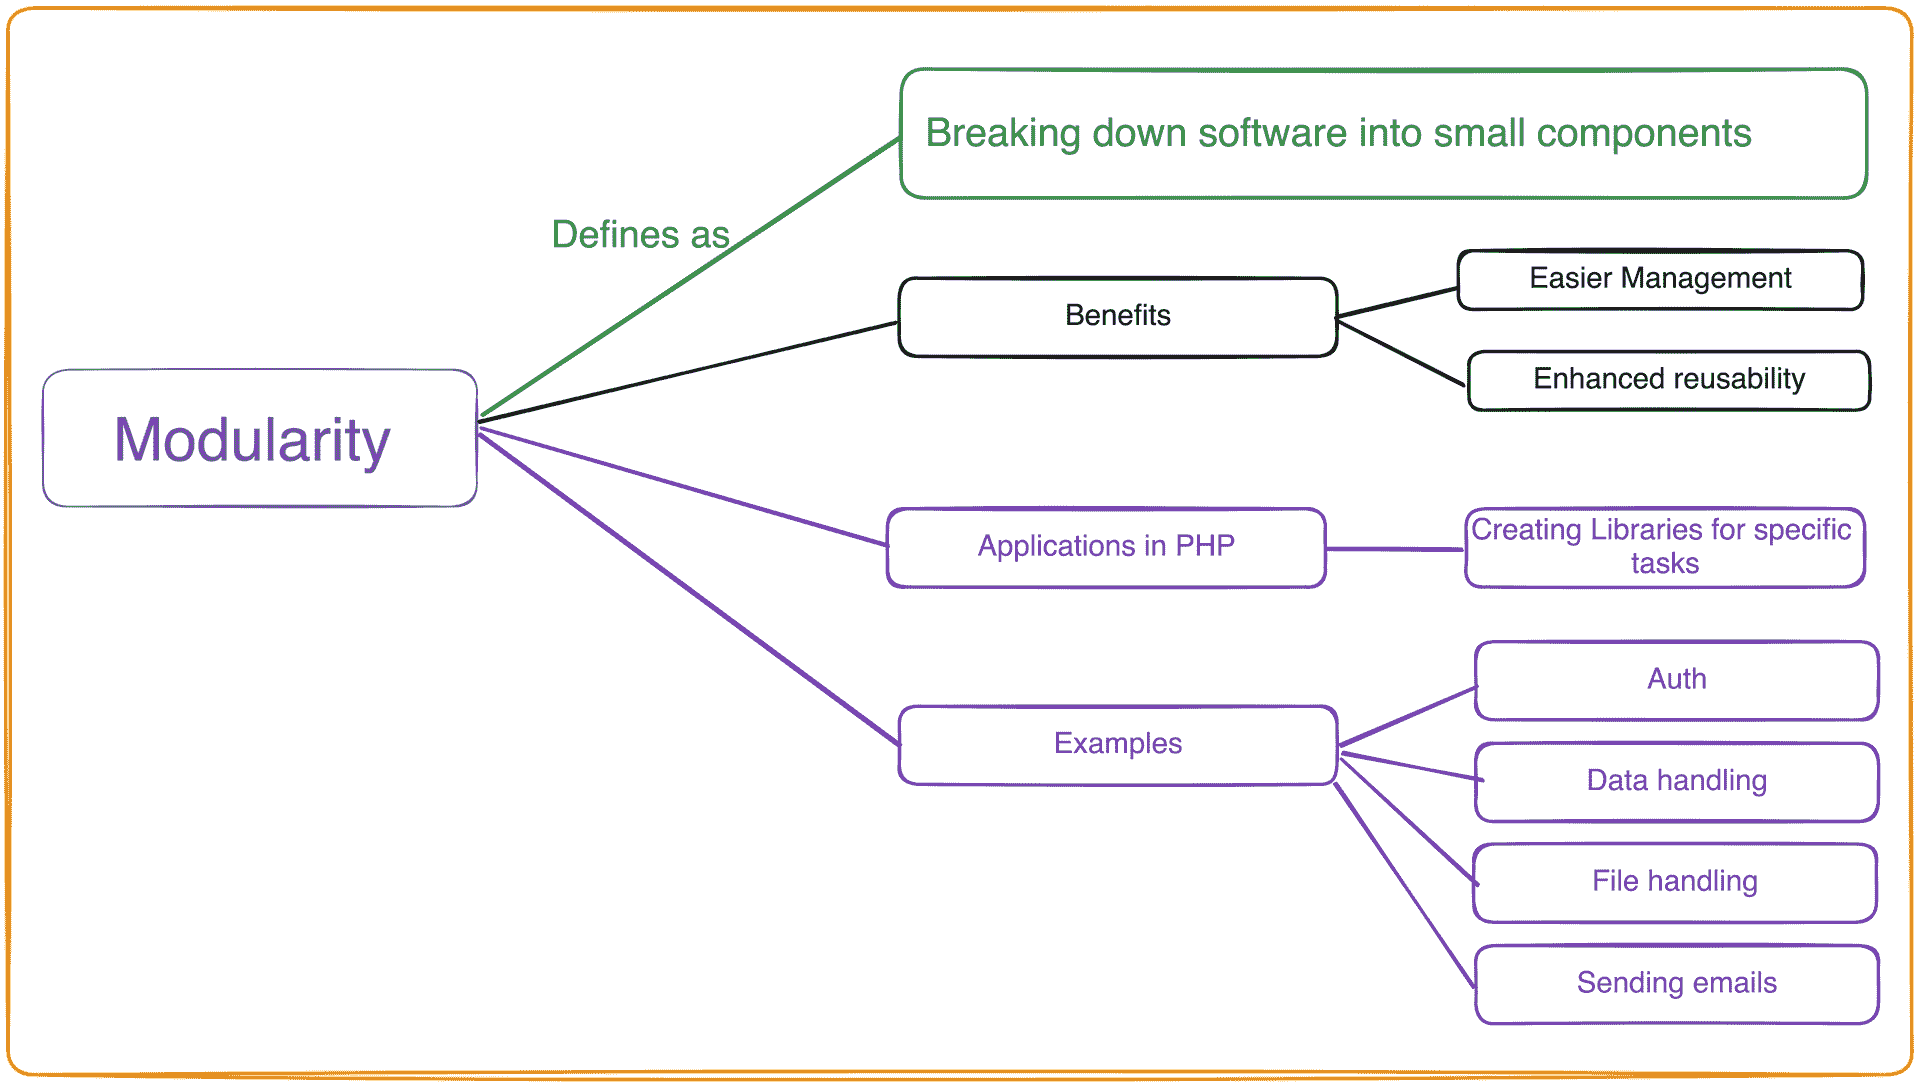 Breaking down software into small components
Defines as
Easier Management
Benefits
Enhanced reusability
Modularity
Creating Libraries for specific
tasks
Applications in PHP
Auth
Examples
Data handling
File handling
Sending emails